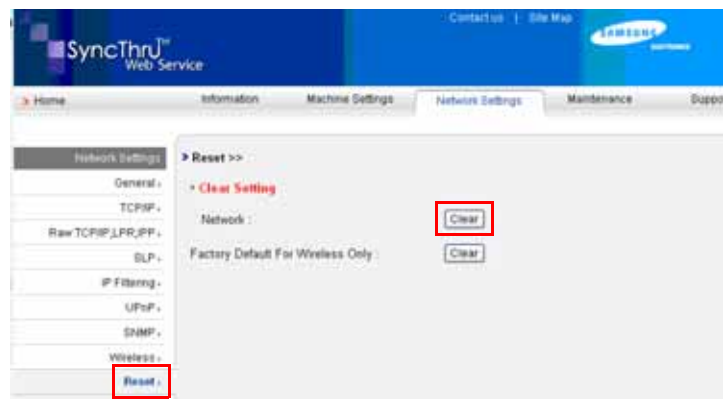 Contact us | Site Map
SAMSUNG
ELECTRONICS
SyncThru™
Web Service
> Home
Information
Machine Settings
Network Settings
Maintenance
Suppo
Network Settings
General
TCP/IP
Raw TCP/IP,LPR,IPP
SLP
IP Filtering
UPnP
SNMP
Wireless
Reset
> Reset >>
Clear Setting
Network :
Clear
Factory Default For Wireless Only :
Clear